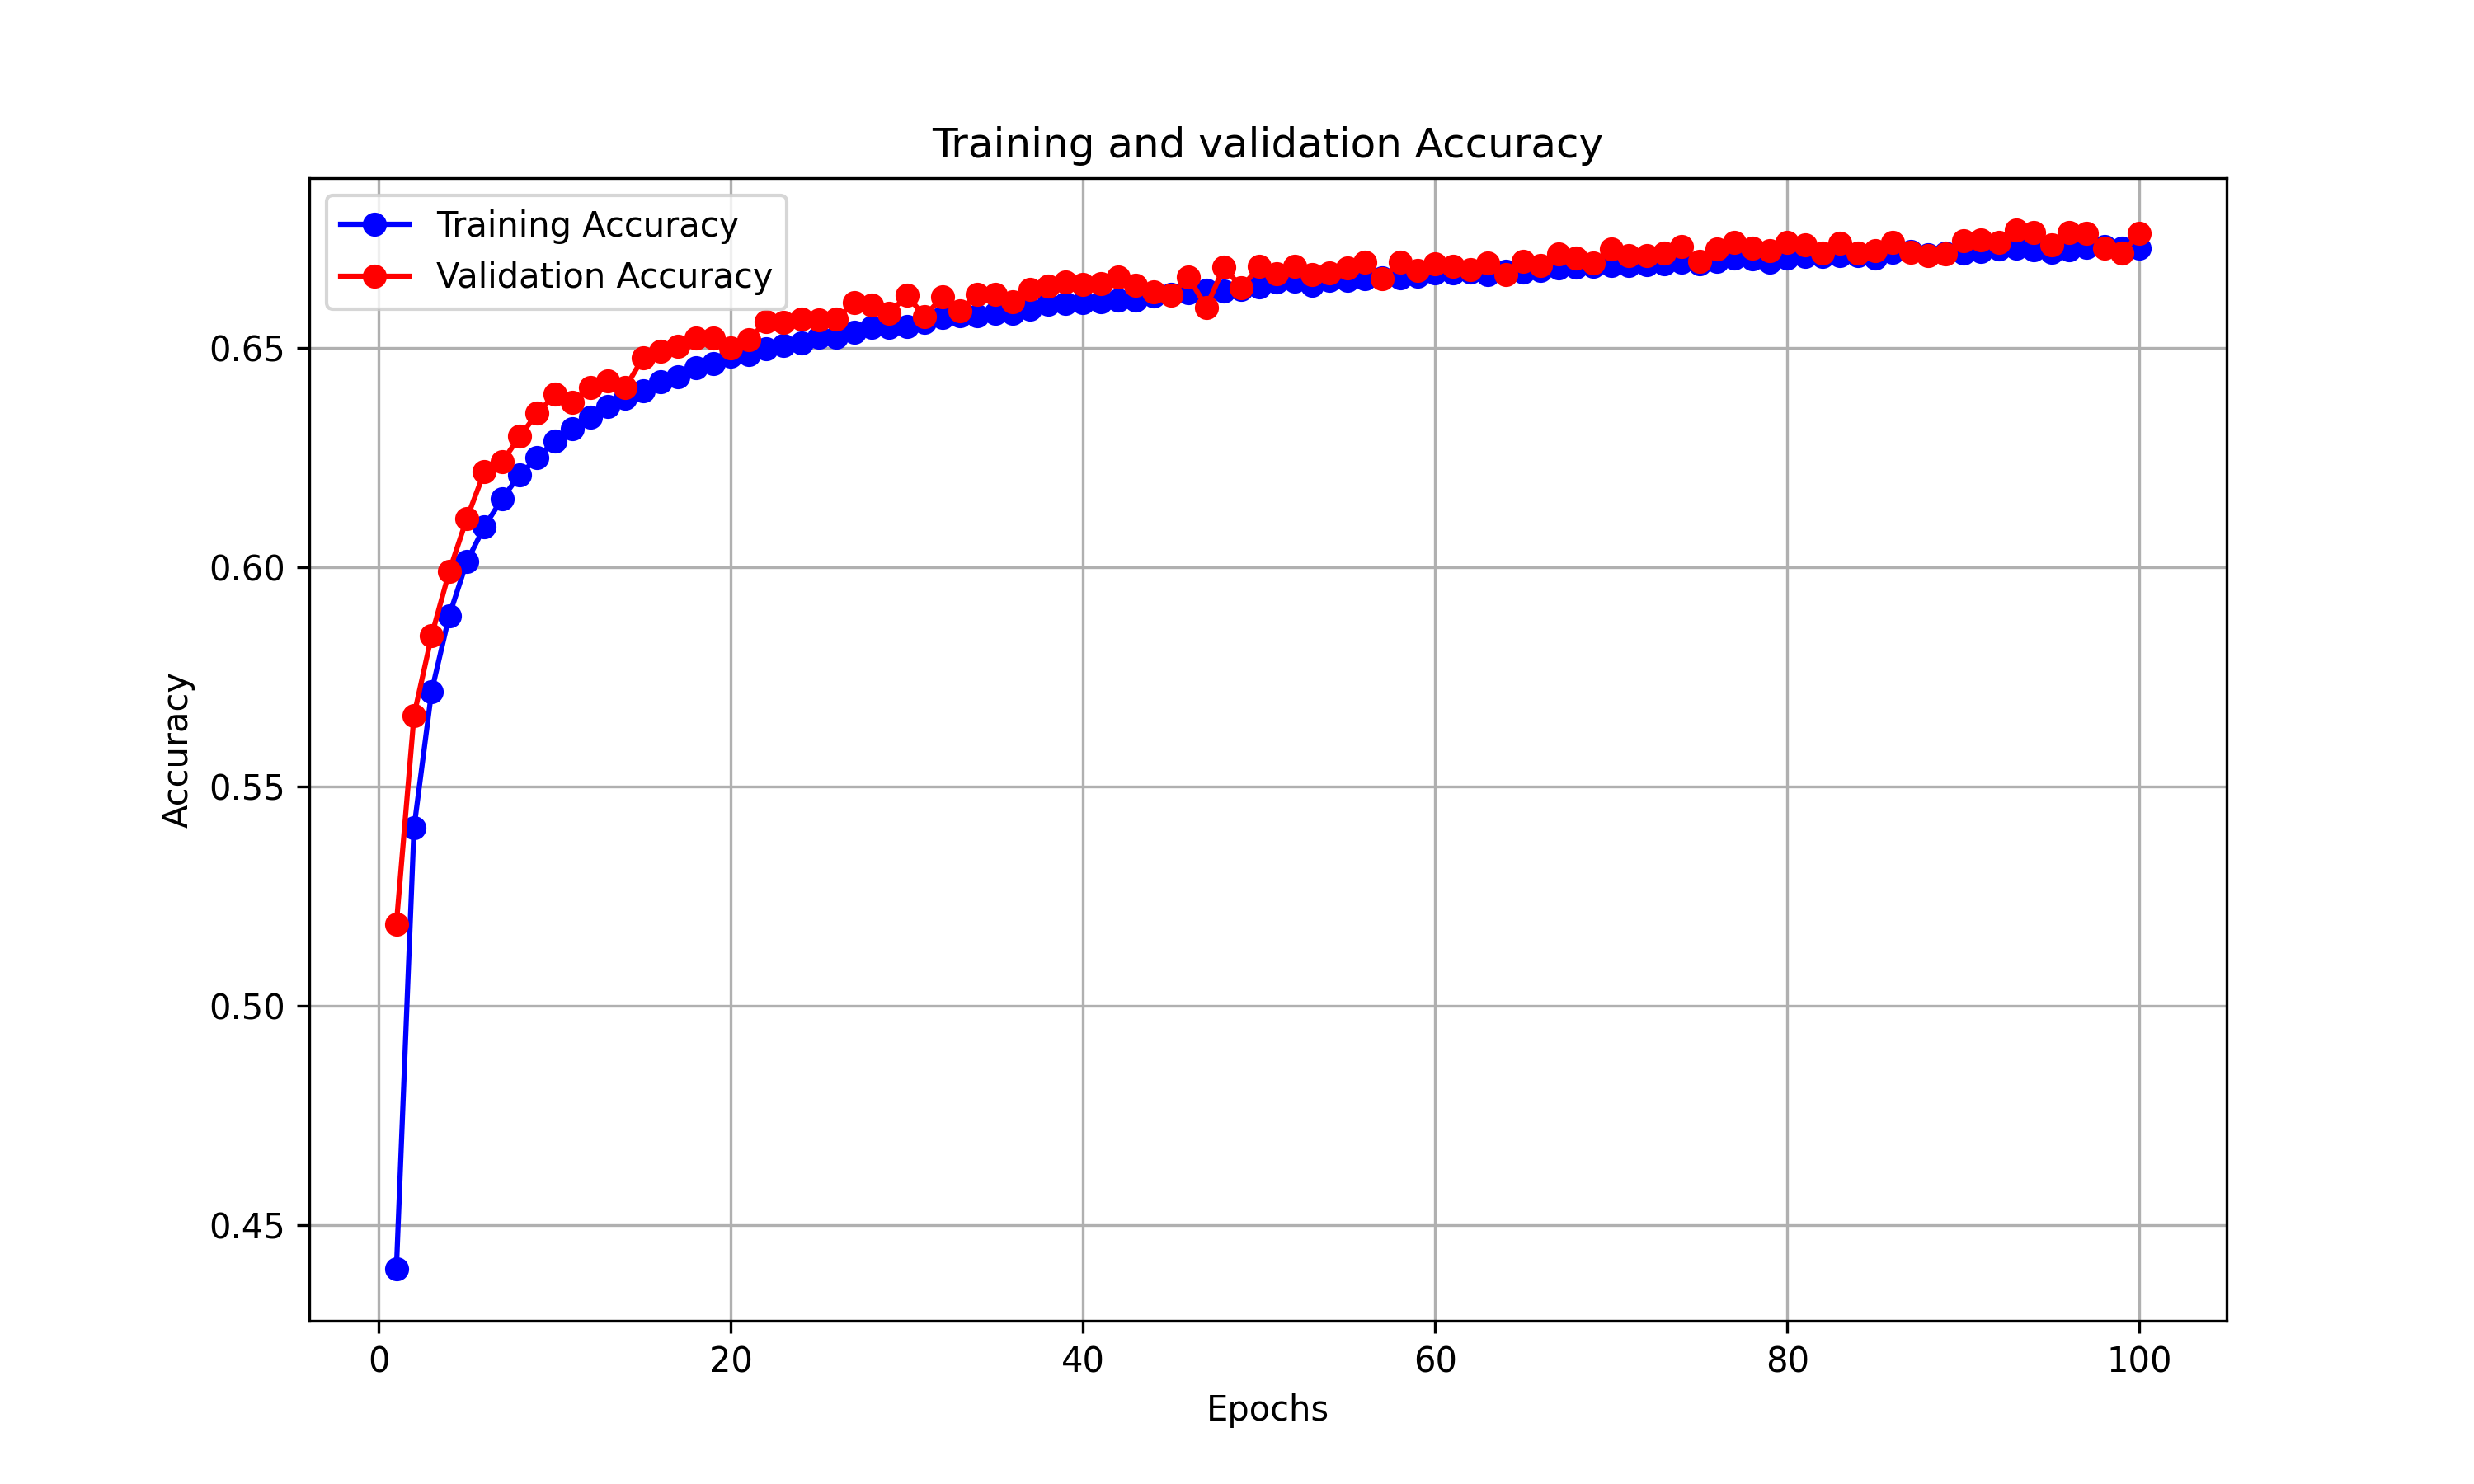 Training and validation Accuracy
Training Accuracy
Validation Accuracy
Accuracy
0.65
0.60
0.55
0.50
0.45
0 20 40 60 80 100
Epochs